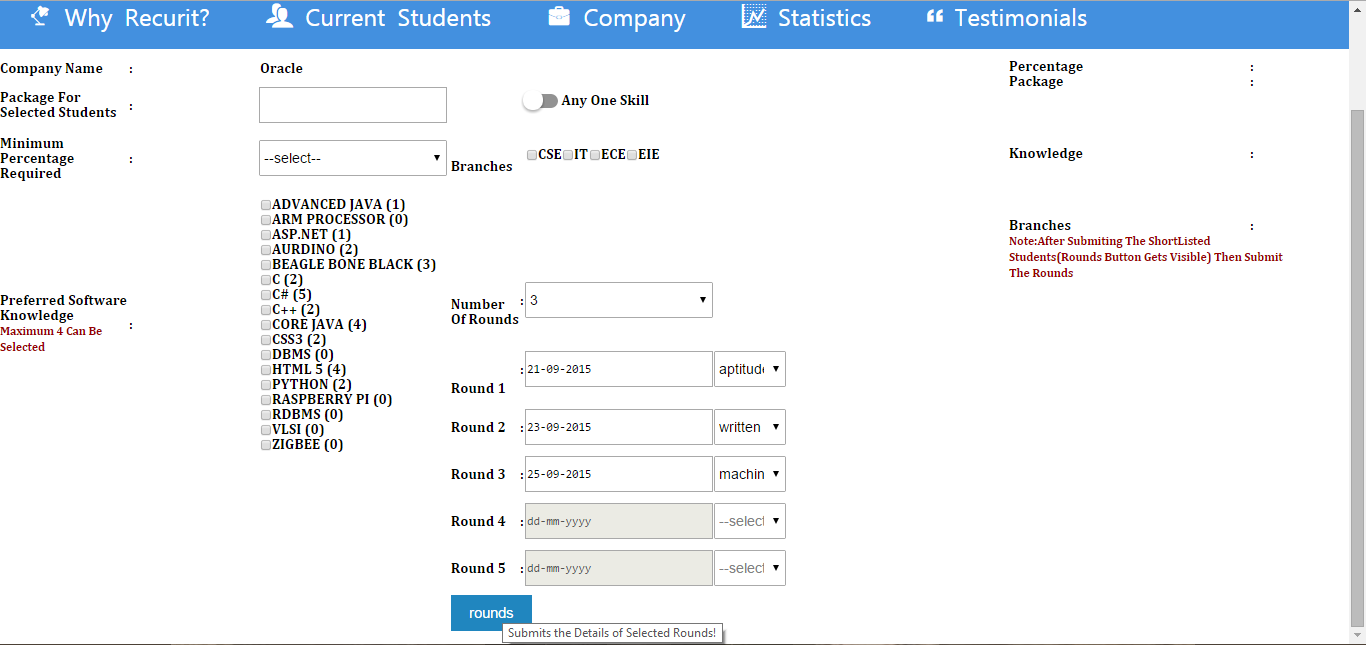 Why Recurit? Current Students Company Statistics Testimonials
Company Name : Oracle
Package For
Selected Students :
Any One Skill
Minimum
Percentage
Required :
--select--
Branches
CSE IT ECE EIE
Preferred Software
Knowledge
Maximum 4 Can Be
Selected
:
ADVANCED JAVA (1)
ARM PROCESSOR (0)
ASP.NET (1)
AURDINO (2)
BEAGLE BONE BLACK (3)
C (2)
C# (5)
C++ (2)
CORE JAVA (4)
CSS3 (2)
DBMS (0)
HTML 5 (4)
PYTHON (2)
RASPBERRY PI (0)
RDBMS (0)
VLSI (0)
ZIGBEE (0)
Number
Of Rounds
: 3
Round 1 : 21-09-2015 aptitude
Round 2 : 23-09-2015 written
Round 3 : 25-09-2015 machin
Round 4 : dd-mm-yyyy --select
Round 5 : dd-mm-yyyy --select
rounds
Submits the Details of Selected Rounds!
Percentage :
Package :
Knowledge :
Branches :
Note:After Submiting The ShortListed
Students(Rounds Button Gets Visible) Then Submit
The Rounds